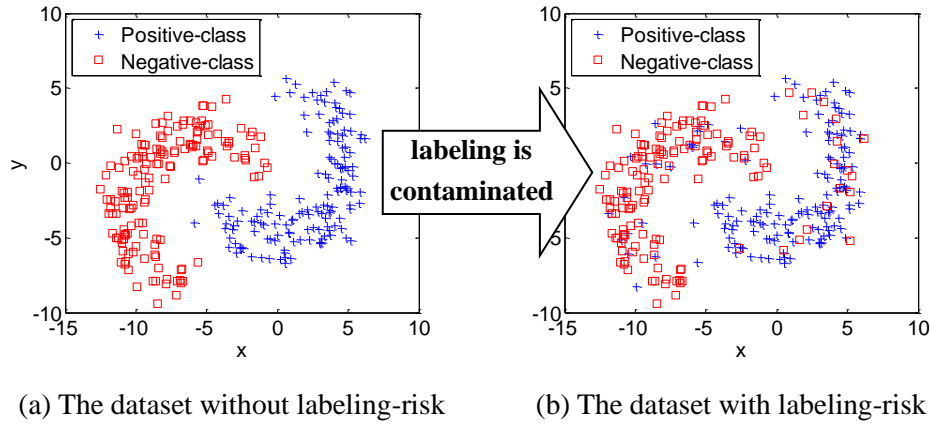 10
5
0
-5
-10
y
-15
-10
-5
0
5
10
x
Positive-class
Negative-class
labeling is
contaminated
10
5
0
-5
-10
-15
-10
-5
0
5
10
x
Positive-class
Negative-class
(a) The dataset without labeling-risk
(b) The dataset with labeling-risk